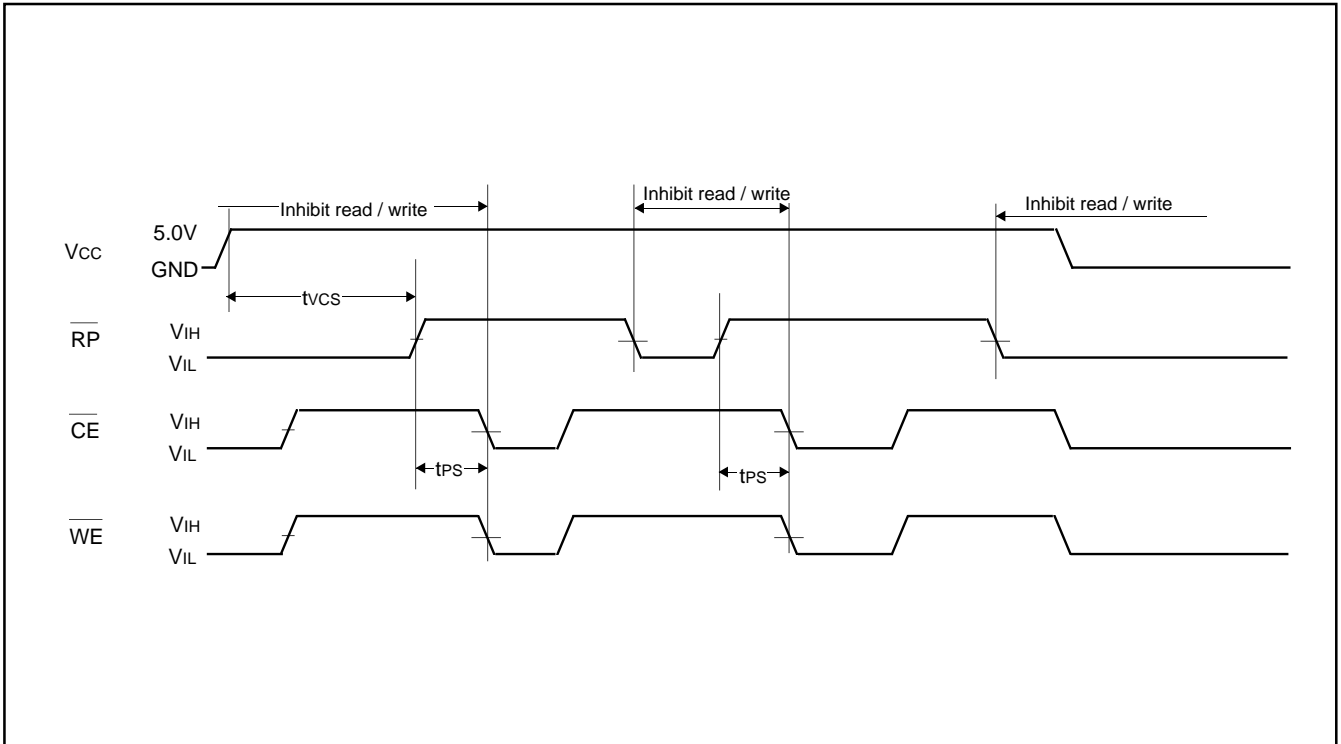 Inhibit read / write
Inhibit read / write
Inhibit read / write
VCC
5.0V
GND
tVCS
RP
VIH
VIL
CE
VIH
VIL
tPS
tPS
WE
VIH
VIL